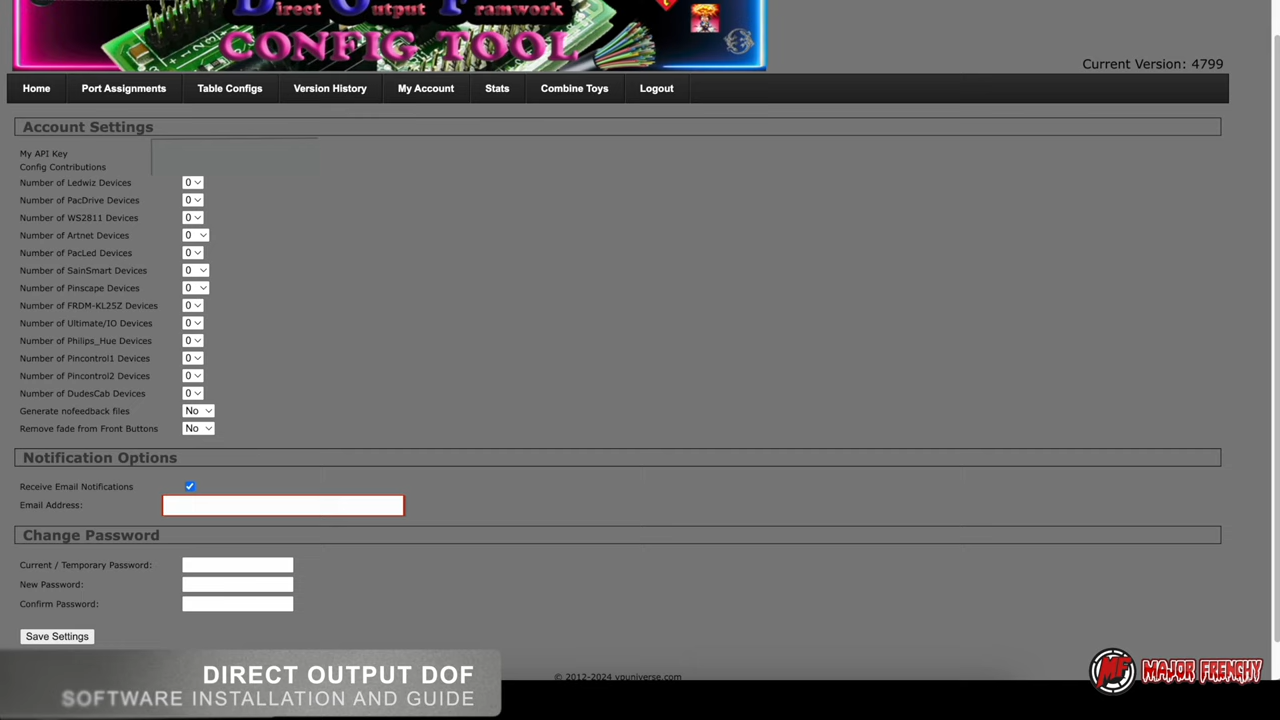 Direct Output Framwork
CONFIG TOOL
Current Version: 4799
Home Port Assignments Table Configs Version History My Account Stats Combine Toys Logout
Account Settings
My API Key
Config Contributions
Number of Ledwiz Devices 0
Number of PacDrive Devices 0
Number of WS2811 Devices 0
Number of Artnet Devices 0
Number of PacLed Devices 0
Number of SainSmart Devices 0
Number of Pinscape Devices 0
Number of FRDM-KL25Z Devices 0
Number of Ultimate/IO Devices 0
Number of Philips_Hue Devices 0
Number of Pincontrol1 Devices 0
Number of Pincontrol2 Devices 0
Number of DudesCab Devices 0
Generate nofeedback files No
Remove fade from Front Buttons No
Notification Options
Receive Email Notifications
Email Address:
Change Password
Current / Temporary Password:
New Password:
Confirm Password:
Save Settings
© 2012-2024 vpuniverse.com
DIRECT OUTPUT DOF
SOFTWARE INSTALLATION AND GUIDE
MF MAJOR FRENCHY